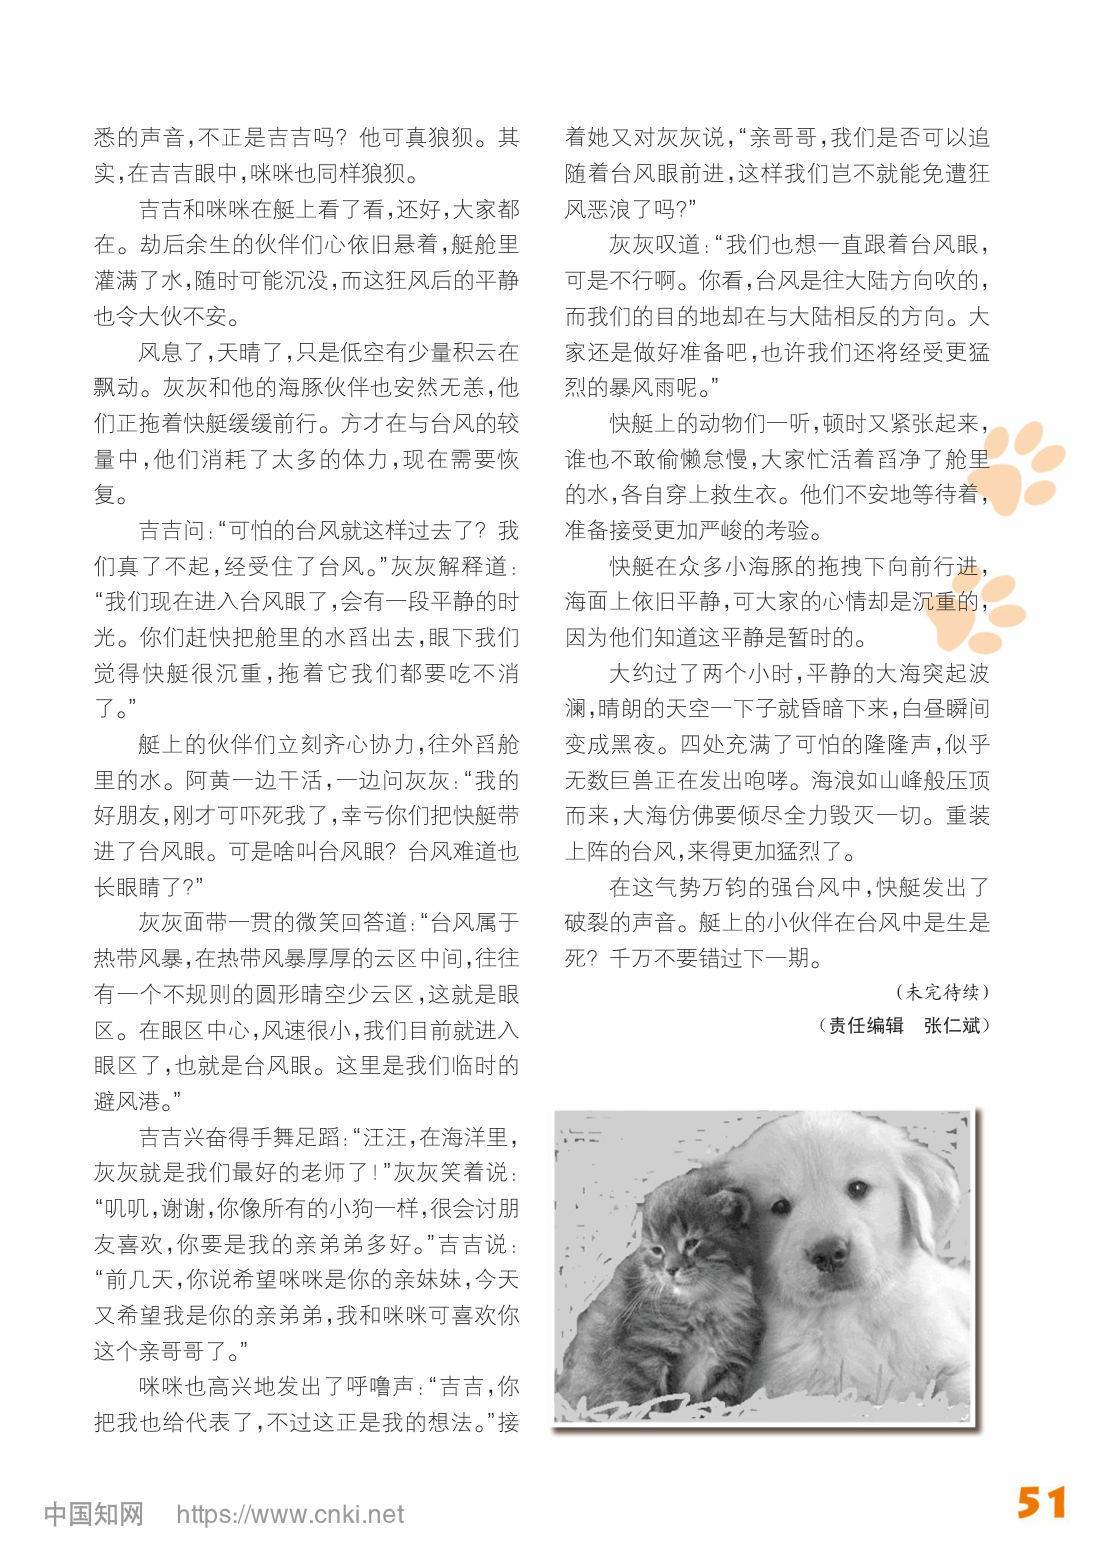 悉的声音，不正是吉吉吗？他可真狼狈。其
实，在吉吉眼中，咪咪也同样狼狈。
吉吉和咪咪在艇上看了看，还好，大家都
在。劫后余生的伙伴们心依旧悬着，艇舱里
灌满了水，随时可能沉没，而这狂风后的平静
也令大伙不安。
风息了，天晴了，只是低空有少量积云在
飘动。灰灰和他的海豚伙伴也安然无恙，他
们正拖着快艇缓缓前行。方才在与台风的较
量中，他们消耗了太多的体力，现在需要恢
复。
吉吉问：“可怕的台风就这样过去了？我
们真了不起，经受住了台风。”灰灰解释道：
“我们现在进入台风眼了，会有一段平静的时
光。你们赶快把舱里的水舀出去，眼下我们
觉得快艇很沉重，拖着它我们都要吃不消
了。”
艇上的伙伴们立刻齐心协力，往外舀舱
里的水。阿黄一边干活，一边问灰灰：“我的
好朋友，刚才可吓死我了，幸亏你们把快艇带
进了台风眼。可是啥叫台风眼？台风难道也
长眼睛了？”
灰灰面带一贯的微笑回答道：“台风属于
热带风暴，在热带风暴厚厚的云区中间，往往
有一个不规则的圆形晴空少云区，这就是眼
区。在眼区中心，风速很小，我们目前就进入
眼区了，也就是台风眼。这里是我们临时的
避风港。”
吉吉兴奋得手舞足蹈：“汪汪，在海洋里，
灰灰就是我们最好的老师了！”灰灰笑着说：
“叽叽，谢谢，你像所有的小狗一样，很会讨朋
友喜欢，你要是我的亲弟弟多好。”吉吉说：
“前几天，你说希望咪咪是你的亲妹妹，今天
又希望我是你的亲弟弟，我和咪咪可喜欢你
这个亲哥哥了。”
咪咪也高兴地发出了呼噜声：“吉吉，你
把我也给代表了，不过这正是我的想法。”接
着她又对灰灰说，“亲哥哥，我们是否可以追
随着台风眼前进，这样我们岂不就能免遭狂
风恶浪了吗？”
灰灰叹道：“我们也想一直跟着台风眼，
可是不行啊。你看，台风是往大陆方向吹的，
而我们的目的地却在与大陆相反的方向。大
家还是做好准备吧，也许我们还将经受更猛
烈的暴风雨呢。”
快艇上的动物们一听，顿时又紧张起来，
谁也不敢偷懒怠慢，大家忙活着舀净了舱里
的水，各自穿上救生衣。他们不安地等待着，
准备接受更加严峻的考验。
快艇在众多小海豚的拖拽下向前行进，
海面上依旧平静，可大家的心情却是沉重的，
因为他们知道这平静是暂时的。
大约过了两个小时，平静的大海突起波
澜，晴朗的天空一下子就昏暗下来，白昼瞬间
变成黑夜。四处充满了可怕的隆隆声，似乎
无数巨兽正在发出咆哮。海浪如山峰般压顶
而来，大海仿佛要倾尽全力毁灭一切。重装
上阵的台风，来得更加猛烈了。
在这气势万钧的强台风中，快艇发出了
破裂的声音。艇上的小伙伴在台风中是生是
死？千万不要错过下一期。
（未完待续）
（责任编辑　张仁斌）
中国知网　https://www.cnki.net
51